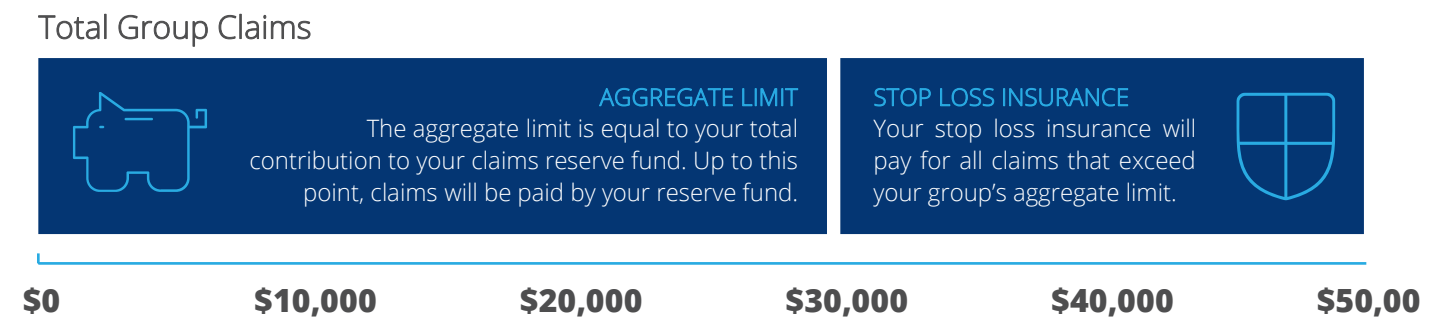 Total Group Claims
AGGREGATE LIMIT
The aggregate limit is equal to your total
contribution to your claims reserve fund. Up to this
point, claims will be paid by your reserve fund.
STOP LOSS INSURANCE
Your stop loss insurance will
pay for all claims that exceed
your group’s aggregate limit.
$0 $10,000 $20,000 $30,000 $40,000 $50,00